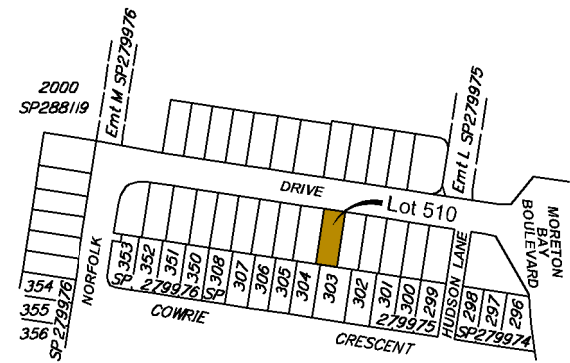 2000
SP288119
Emt M SP279976
Emt L SP279975
DRIVE
Lot 510
MORETON
BAY
BOULEVARD
NORFOLK
HUDSON LANE
354
355
356
SP 279976
353
352
351
350
308
307
306
305
304
303
302
301
300
299
298
297
296
SP
279976
SP
279975
SP279974
COWRIE
CRESCENT